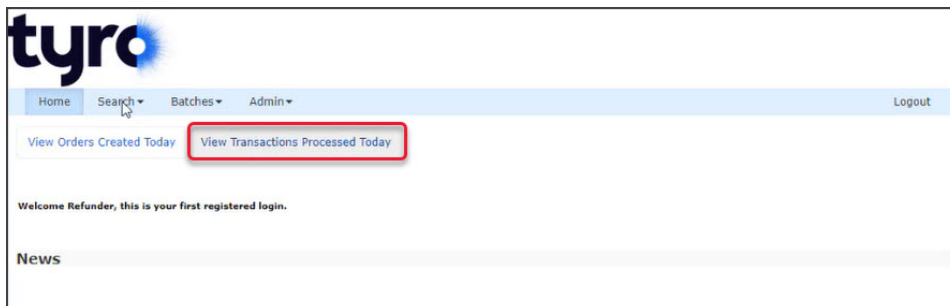 tyro
Home Search Batches Admin Logout
View Orders Created Today View Transactions Processed Today
Welcome Refunder, this is your first registered login.
News